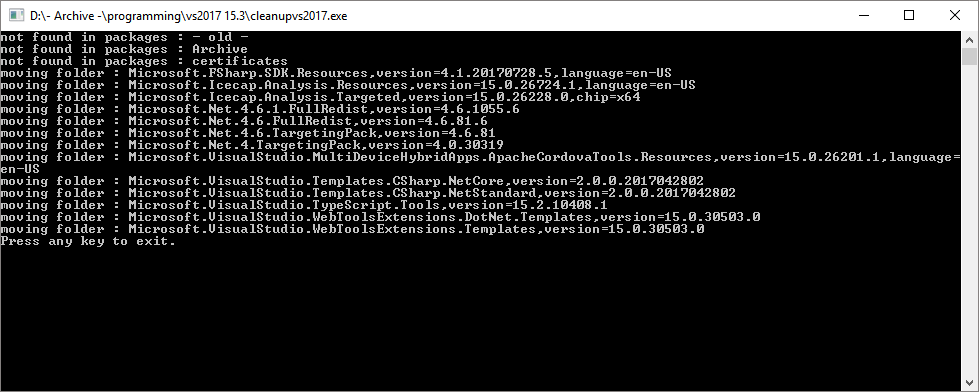 D:\- Archive -\programming\vs2017 15.3\cleanupvs2017.exe
not found in packages : - old -
not found in packages : Archive
not found in packages : certificates
moving folder : Microsoft.FSharp.SDK.Resources,version=4.1.20170728.5,language=en-US
moving folder : Microsoft.Icecap.Analysis.Resources,version=15.0.26724.1,language=en-US
moving folder : Microsoft.Icecap.Analysis.Targeted,version=15.0.26228.0,chip=x64
moving folder : Microsoft.Net.4.6.1.FullRedist,version=4.6.1055.6
moving folder : Microsoft.Net.4.6.FullRedist,version=4.6.81.6
moving folder : Microsoft.Net.4.6.TargetingPack,version=4.6.81
moving folder : Microsoft.Net.4.TargetingPack,version=4.0.30319
moving folder : Microsoft.VisualStudio.MultiDeviceHybridApps.ApacheCordovaTools.Resources,version=15.0.26201.1,language=
en-US
moving folder : Microsoft.VisualStudio.Templates.CSharp.NetCore,version=2.0.0.2017042802
moving folder : Microsoft.VisualStudio.Templates.CSharp.NetStandard,version=2.0.0.2017042802
moving folder : Microsoft.VisualStudio.TypeScript.Tools,version=15.2.10408.1
moving folder : Microsoft.VisualStudio.WebToolsExtensions.DotNet.Templates,version=15.0.30503.0
moving folder : Microsoft.VisualStudio.WebToolsExtensions.Templates,version=15.0.30503.0
Press any key to exit.